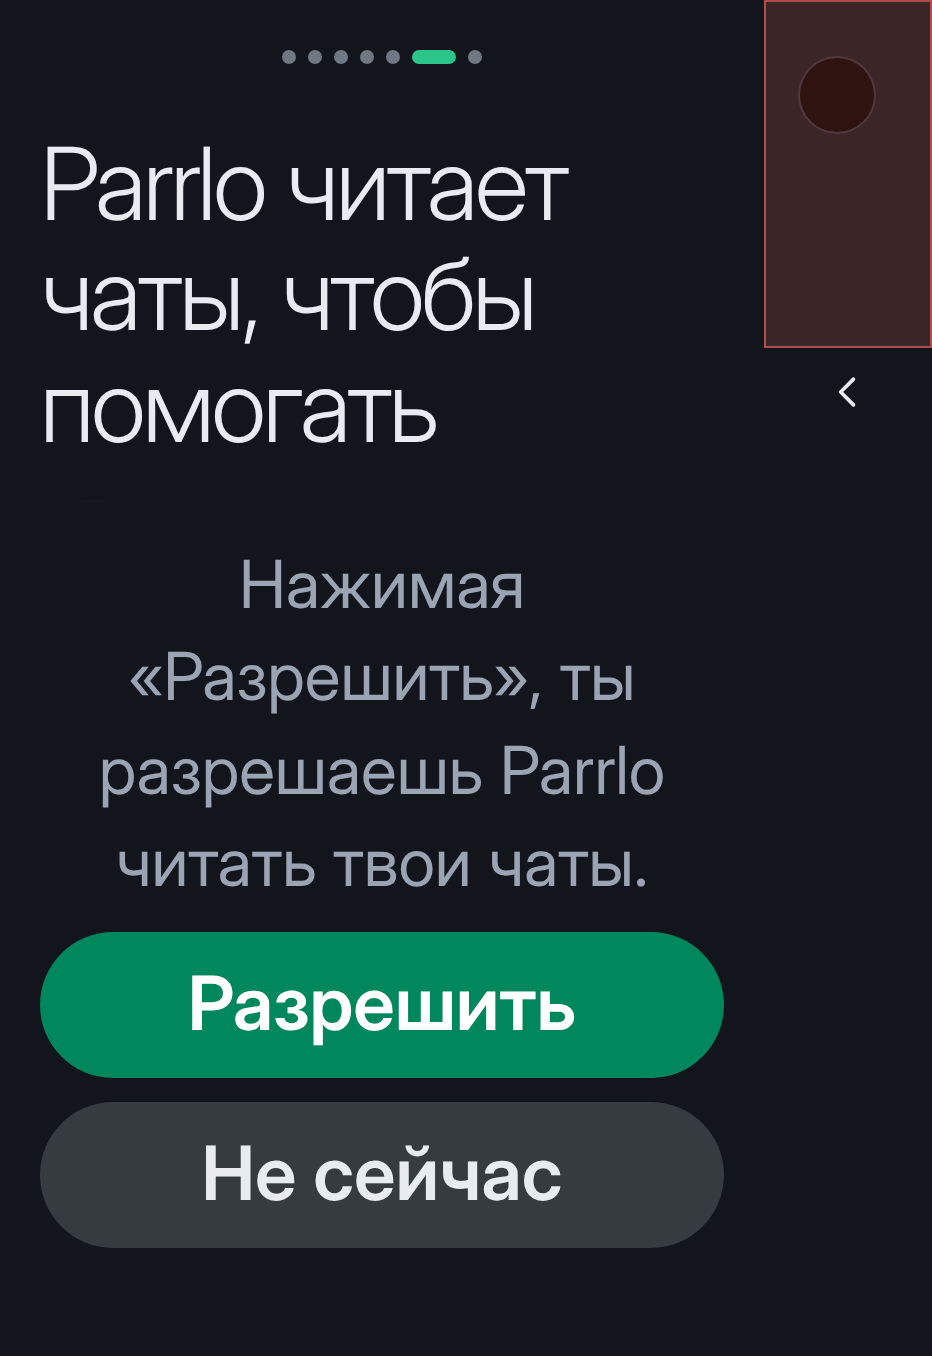 Parrlo читает
чаты, чтобы
помогать
Нажимая
«Разрешить», ты
разрешаешь Parrlo
читать твои чаты.
Разрешить
Не сейчас